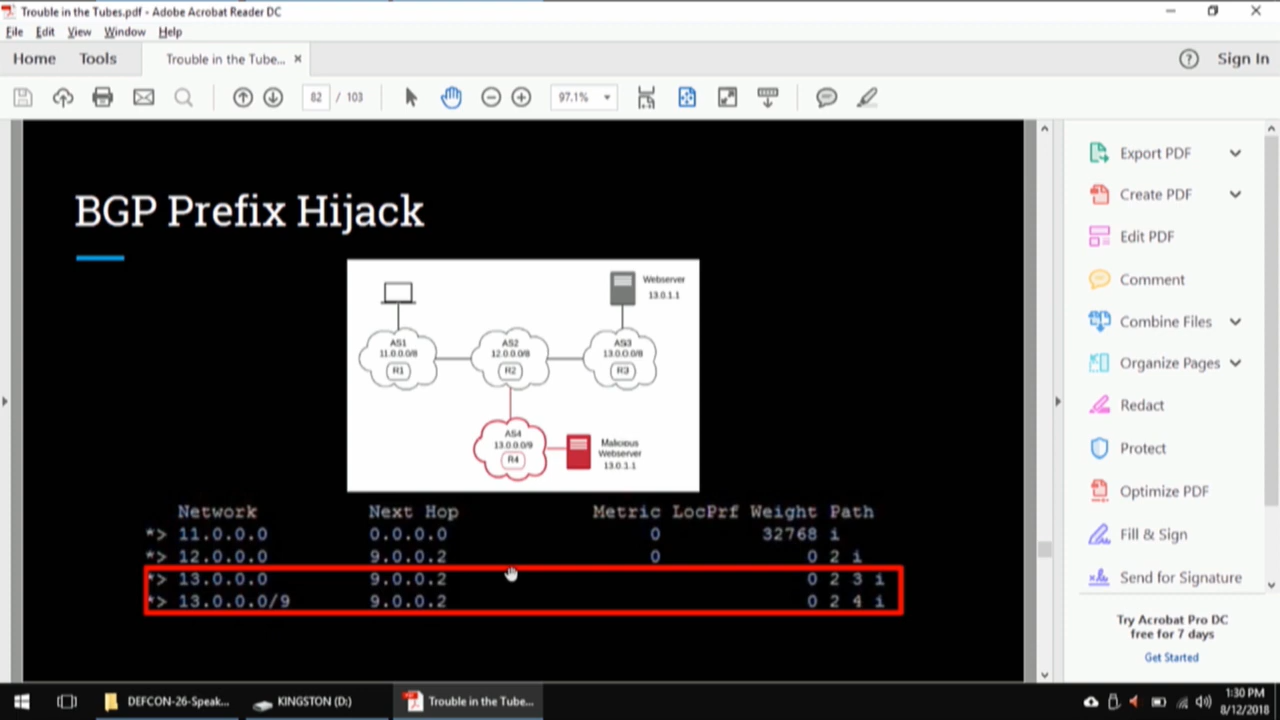 Trouble in the Tubes.pdf - Adobe Acrobat Reader DC
File Edit View Window Help
Home Tools Trouble in the Tube... × ? Sign In
82 / 103 97.1%
BGP Prefix Hijack
Webserver
13.0.1.1
AS1
11.0.0.0/8
R1
AS2
12.0.0.0/8
R2
AS3
13.0.0.0/8
R3
AS4
13.0.0.0/9
R4
Malicious
Webserver
13.0.1.1
Network Next Hop Metric LocPrf Weight Path
*> 11.0.0.0 0.0.0.0 0 32768 i
*> 12.0.0.0 9.0.0.2 0 0 2 i
*> 13.0.0.0 9.0.0.2 0 2 3 i
*> 13.0.0.0/9 9.0.0.2 0 2 4 i
Export PDF
Create PDF
Edit PDF
Comment
Combine Files
Organize Pages
Redact
Protect
Optimize PDF
Fill & Sign
Send for Signature
Try Acrobat Pro DC
free for 7 days
Get Started
DEFCON-26-Speak... KINGSTON (D:) Trouble in the Tube...
1:30 PM
8/12/2018